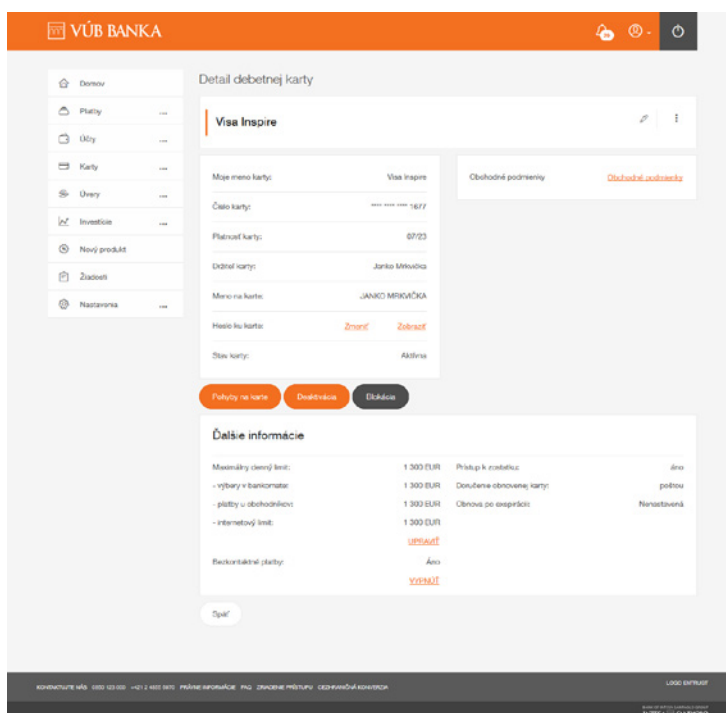 VÚB BANKA
Domov
Platby ...
Účty ...
Karty ...
Úvery ...
Investície ...
Nový produkt
Žiadosti
Nastavenia ...
Detail debetnej karty
Visa Inspire
Moje meno karty: Visa Inspire
Číslo karty: **** **** **** 1677
Platnosť karty: 07/23
Držiteľ karty: Janko Mrkvička
Meno na karte: JANKO MRKVIČKA
Heslo ku karte: Zmeniť Zobraziť
Stav karty: Aktívna
Obchodné podmienky Obchodné podmienky
Pohyby na karte Deaktivácia Blokácia
Ďalšie informácie
Maximálny denný limit: 1 300 EUR
- výbery v bankomate: 1 300 EUR
- platby u obchodníkov: 1 300 EUR
- internetový limit: 1 300 EUR
UPRAVIŤ
Bezkontaktné platby: Áno
VYPNÚŤ
Prístup k zostatku: áno
Doručenie obnovenej karty: poštou
Obnova po exspirácii: Nenastavená
Späť
KONTAKTUJTE NÁS 0850 123 000 +421 2 4855 5970 PRÁVNE INFORMÁCIE FAQ ZRIADENIE PRÍSTUPU CEZHRANIČNÁ KONVERZIA
LOGO ENTRUST